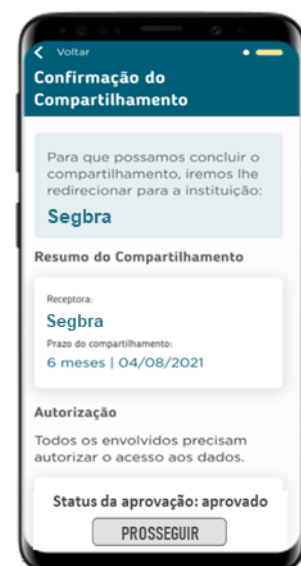 Voltar
Confirmação do
Compartilhamento
Para que possamos concluir o
compartilhamento, iremos lhe
redirecionar para a instituição:
Segbra
Resumo do Compartilhamento
Receptora:
Segbra
Prazo do compartilhamento:
6 meses | 04/08/2021
Autorização
Todos os envolvidos precisam
autorizar o acesso aos dados.
Status da aprovação: aprovado
PROSSEGUIR